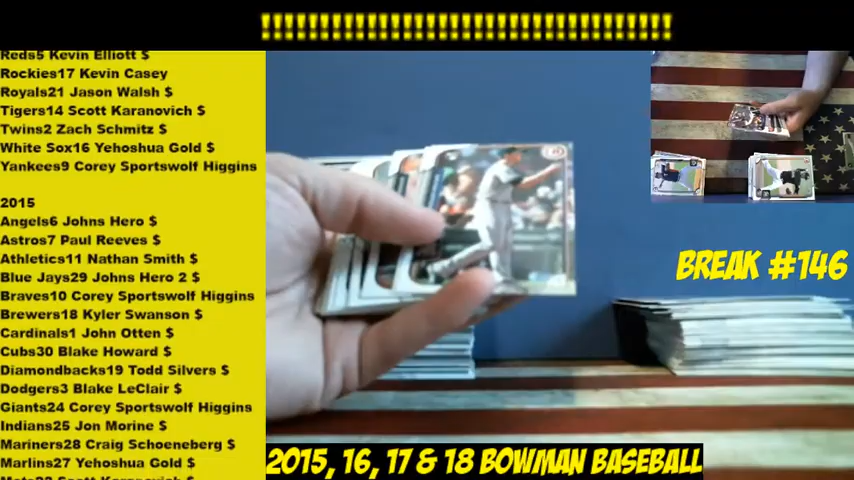 !!!!!!!!!!!!!!!!!!!!!!!!!!!!!!!!!!!!!!!
Reds5 Kevin Elliott $
Rockies17 Kevin Casey
Royals21 Jason Walsh $
Tigers14 Scott Karanovich $
Twins2 Zach Schmitz $
White Sox16 Yehoshua Gold $
Yankees9 Corey Sportswolf Higgins
2015
Angels6 Johns Hero $
Astros7 Paul Reeves $
Athletics11 Nathan Smith $
Blue Jays29 Johns Hero 2 $
Braves10 Corey Sportswolf Higgins
Brewers18 Kyler Swanson $
Cardinals1 John Otten $
Cubs30 Blake Howard $
Diamondbacks19 Todd Silvers $
Dodgers3 Blake LeClair $
Giants24 Corey Sportswolf Higgins
Indians25 Jon Morine $
Mariners28 Craig Schoeneberg $
Marlins27 Yehoshua Gold $
BREAK #146
2015, 16, 17 & 18 BOWMAN BASEBALL